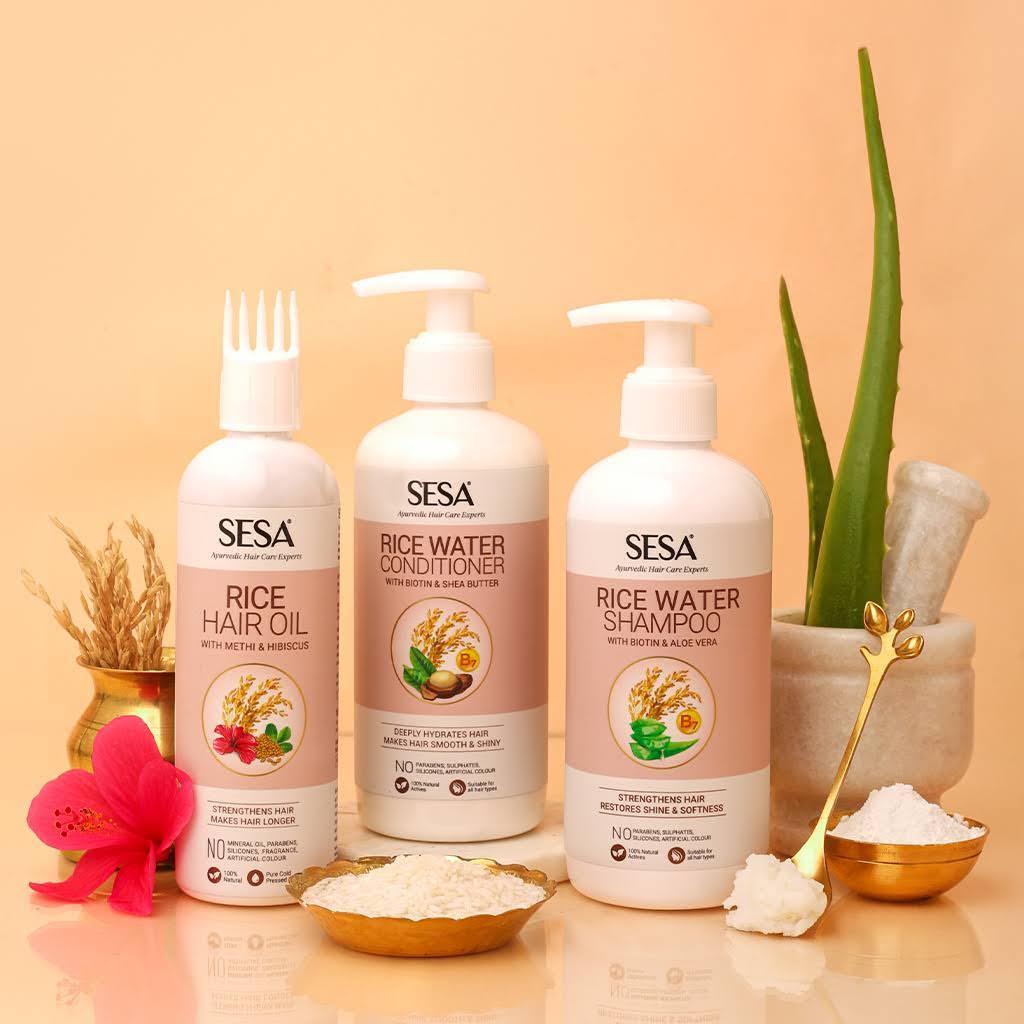 SESA®
Ayurvedic Hair Care Experts
RICE
HAIR OIL
WITH METHI & HIBISCUS
STRENGTHENS HAIR
MAKES HAIR LONGER
NO MINERAL OIL, PARABENS,
SILICONES, FRAGRANCE,
ARTIFICIAL COLOUR
100%
Natural
Pure Cold
Pressed
SESA®
Ayurvedic Hair Care Experts
RICE WATER
CONDITIONER
WITH BIOTIN & SHEA BUTTER
B7
DEEPLY HYDRATES HAIR
MAKES HAIR SMOOTH & SHINY
NO PARABENS, SULPHATES,
SILICONES, ARTIFICIAL COLOUR
100% Natural
Actives
Suitable for
all hair types
SESA®
Ayurvedic Hair Care Experts
RICE WATER
SHAMPOO
WITH BIOTIN & ALOE VERA
B7
STRENGTHENS HAIR
RESTORES SHINE & SOFTNESS
NO PARABENS, SULPHATES,
SILICONES, ARTIFICIAL COLOUR
100% Natural
Actives
Suitable for
all hair types